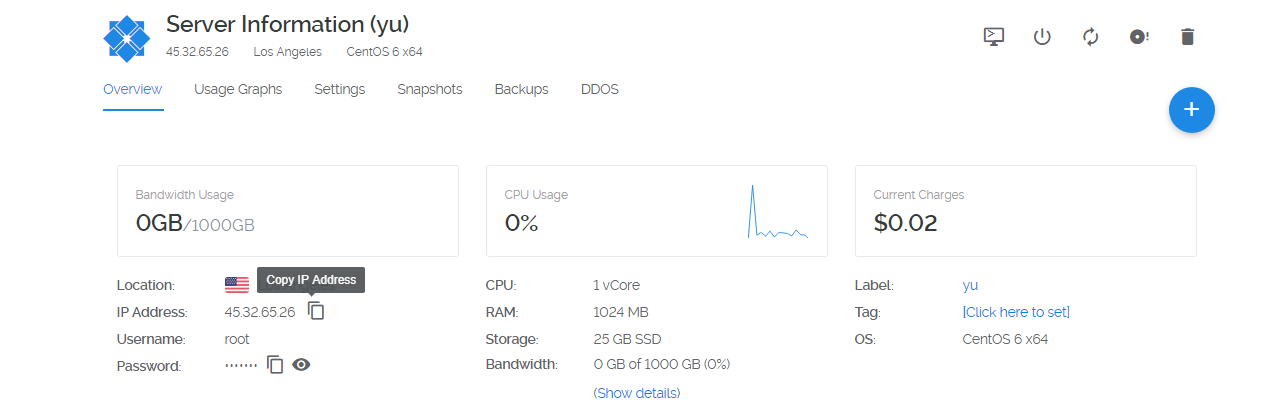 Server Information (yu)
45.32.65.26 Los Angeles CentOS 6 x64
Overview Usage Graphs Settings Snapshots Backups DDOS
Bandwidth Usage
0GB/1000GB
CPU Usage
0%
Current Charges
$0.02
Location:
Copy IP Address
IP Address: 45.32.65.26
Username: root
Password: •••••••
CPU: 1 vCore
RAM: 1024 MB
Storage: 25 GB SSD
Bandwidth: 0 GB of 1000 GB (0%)
(Show details)
Label: yu
Tag: [Click here to set]
OS: CentOS 6 x64